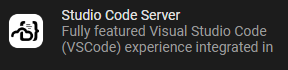 Studio Code Server
Fully featured Visual Studio Code
(VSCode) experience integrated in